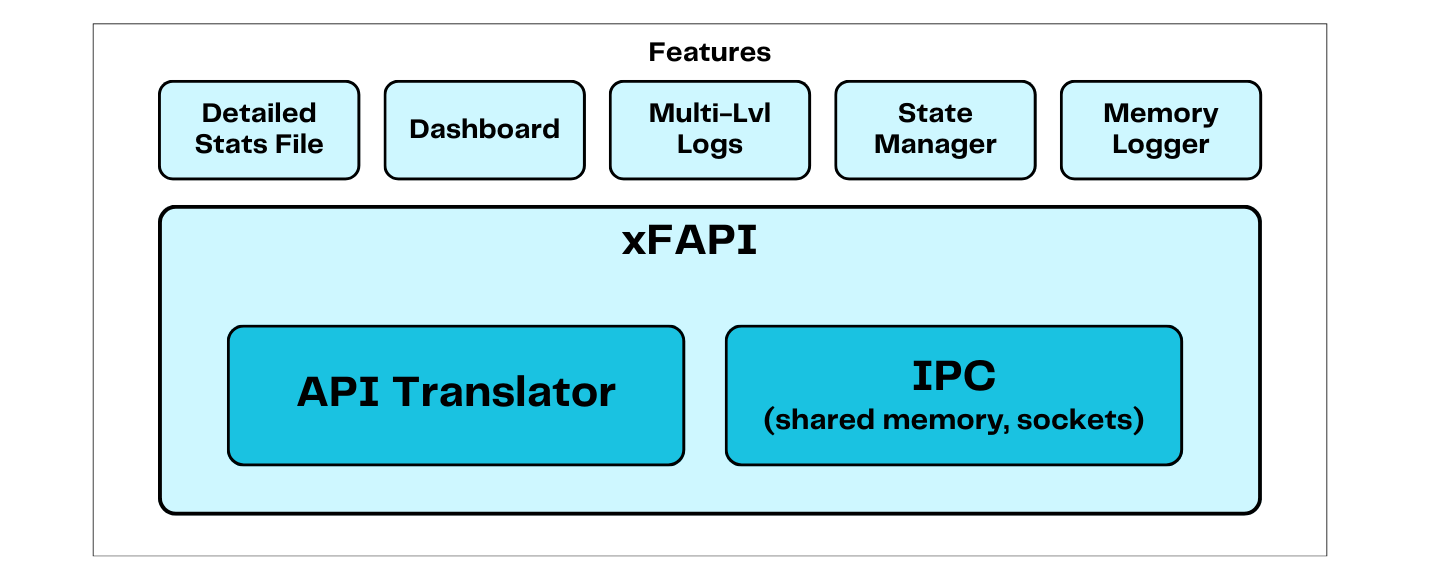 Features
Detailed
Stats File
Dashboard
Multi-Lvl
Logs
State
Manager
Memory
Logger
xFAPI
API Translator
IPC
(shared memory, sockets)